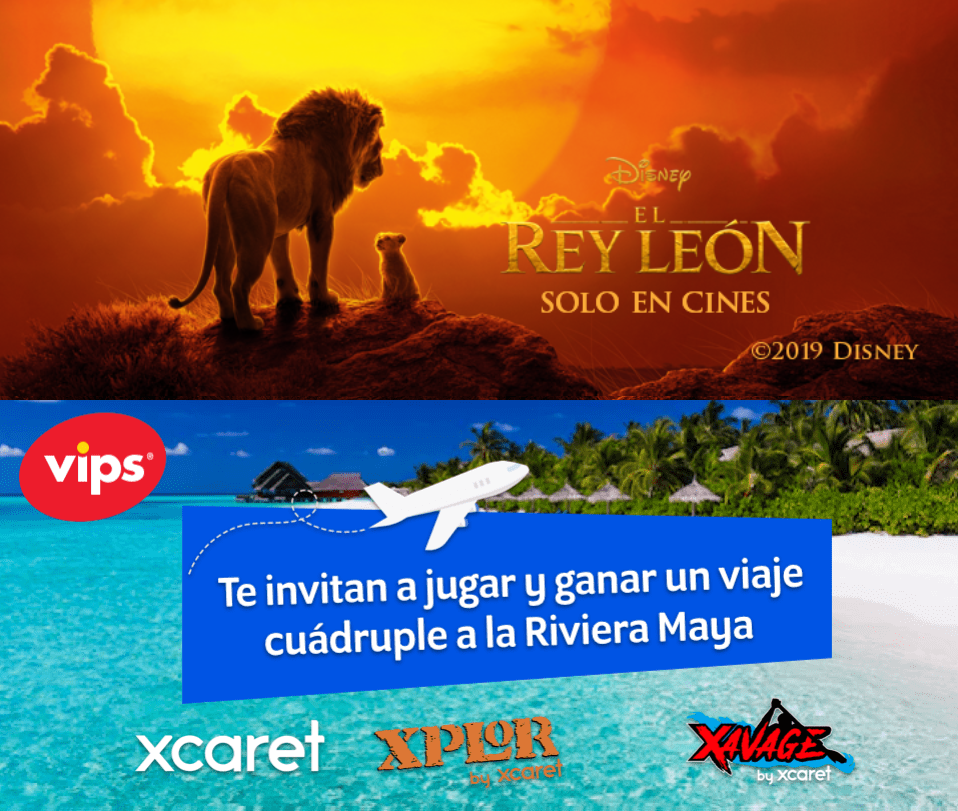 Disney
EL
REY LEÓN
SOLO EN CINES
©2019 DISNEY
vips®
Te invitan a jugar y ganar un viaje
cuádruple a la Riviera Maya
xcaret
XPLOR
by xcaret
XAVAGE
by xcaret